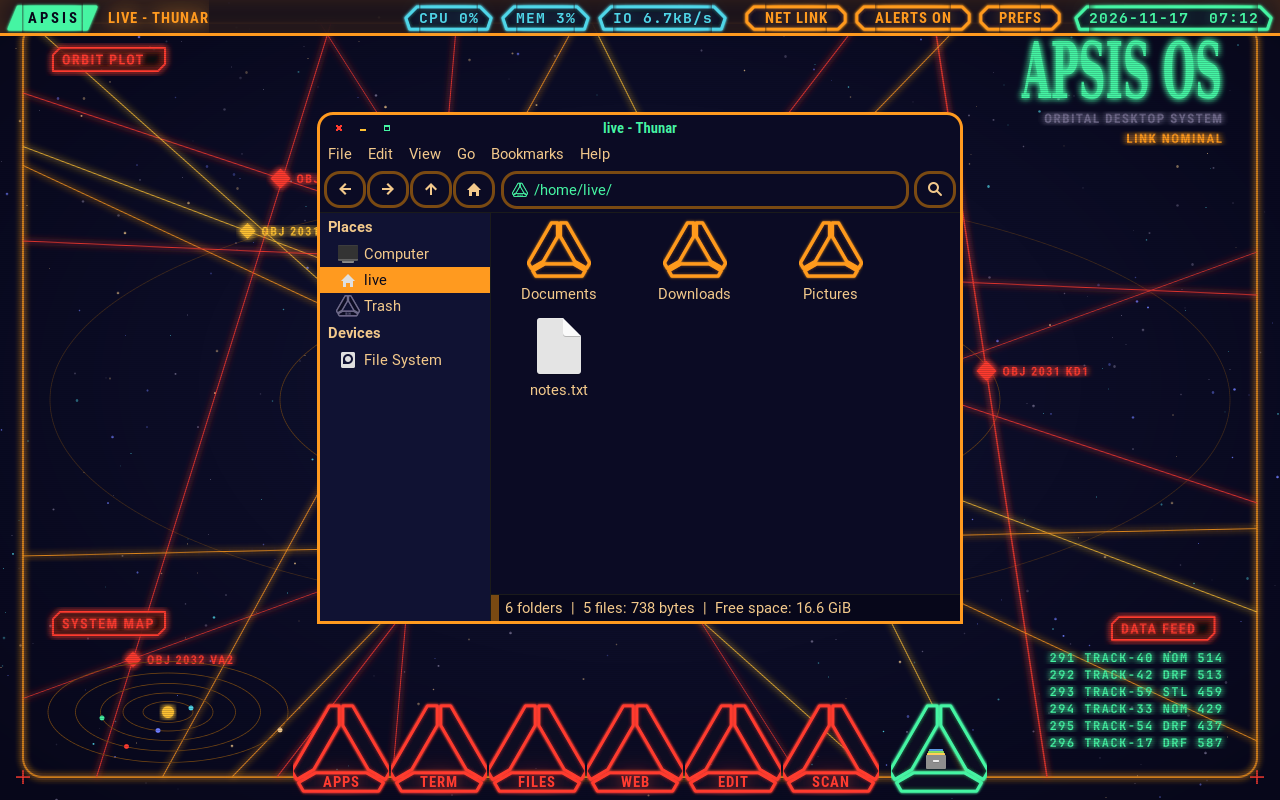 APSIS
LIVE - THUNAR
CPU 0%
MEM 3%
IO 6.7kB/s
NET LINK
ALERTS ON
PREFS
2026-11-17 07:12
ORBIT PLOT
APSIS OS
ORBITAL DESKTOP SYSTEM
LINK NOMINAL
live - Thunar
File Edit View Go Bookmarks Help
/home/live/
Places
Computer
live
Trash
Devices
File System
Documents
Downloads
Pictures
notes.txt
6 folders | 5 files: 738 bytes | Free space: 16.6 GiB
OBJ
OBJ 2031
OBJ 2031 KD1
SYSTEM MAP
OBJ 2032 VA2
DATA FEED
291 TRACK-40 NOM 514
292 TRACK-42 DRF 513
293 TRACK-59 STL 459
294 TRACK-33 NOM 429
295 TRACK-54 DRF 437
296 TRACK-17 DRF 587
APPS
TERM
FILES
WEB
EDIT
SCAN